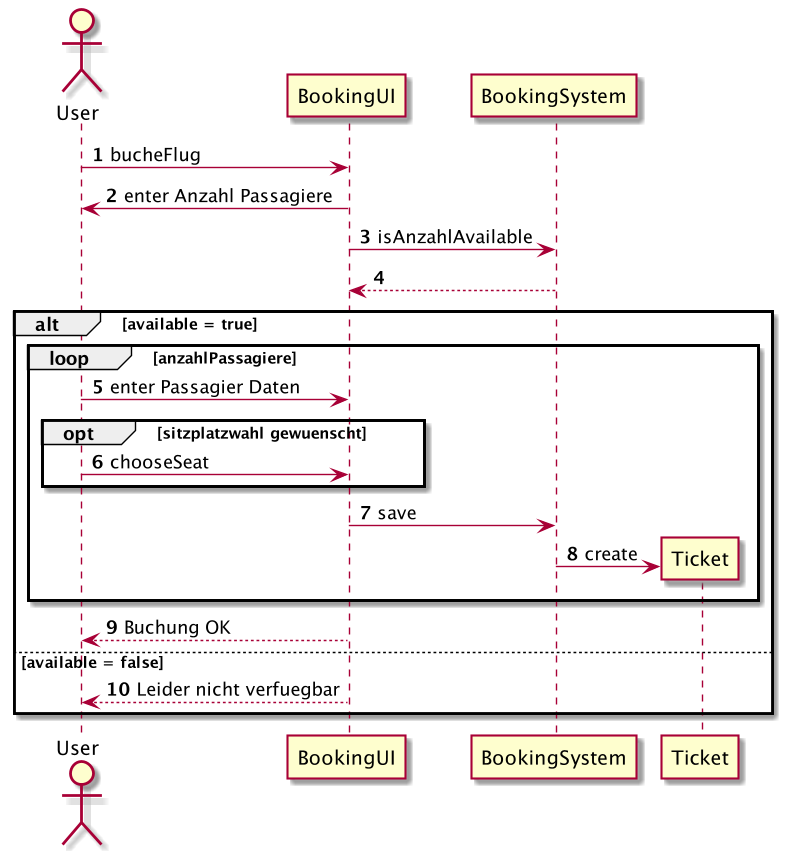 User
BookingUI
BookingSystem
1 bucheFlug
2 enter Anzahl Passagiere
3 isAnzahlAvailable
4
alt [available = true]
loop [anzahlPassagiere]
5 enter Passagier Daten
opt [sitzplatzwahl gewuenscht]
6 chooseSeat
7 save
8 create
Ticket
9 Buchung OK
[available = false]
10 Leider nicht verfuegbar
User
BookingUI
BookingSystem
Ticket